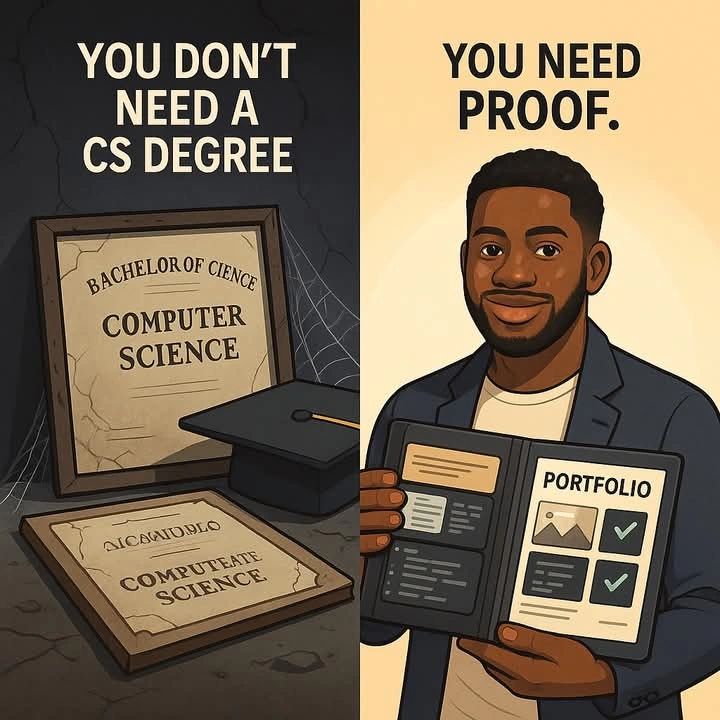 YOU DON'T
NEED A
CS DEGREE
BACHELOR OF CIENCE
COMPUTER
SCIENCE
COMPUTEATE
SCIENCE
YOU NEED
PROOF.
PORTFOLIO